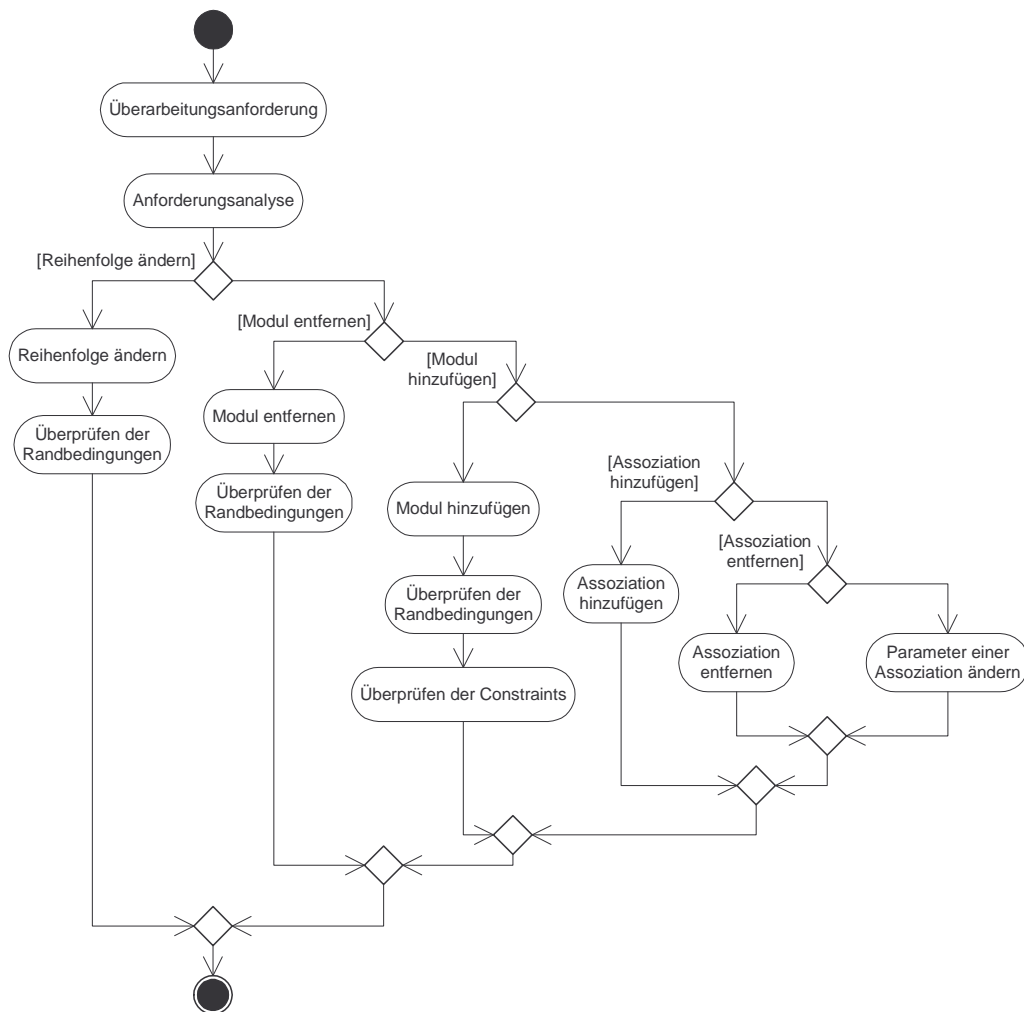 Überarbeitungsanforderung
Anforderungsanalyse
[Reihenfolge ändern]
Reihenfolge ändern
Überprüfen der
Randbedingungen
[Modul entfernen]
Modul entfernen
Überprüfen der
Randbedingungen
[Modul
hinzufügen]
Modul hinzufügen
Überprüfen der
Randbedingungen
Überprüfen der Constraints
[Assoziation
hinzufügen]
Assoziation
hinzufügen
[Assoziation
entfernen]
Assoziation
entfernen
Parameter einer
Assoziation ändern